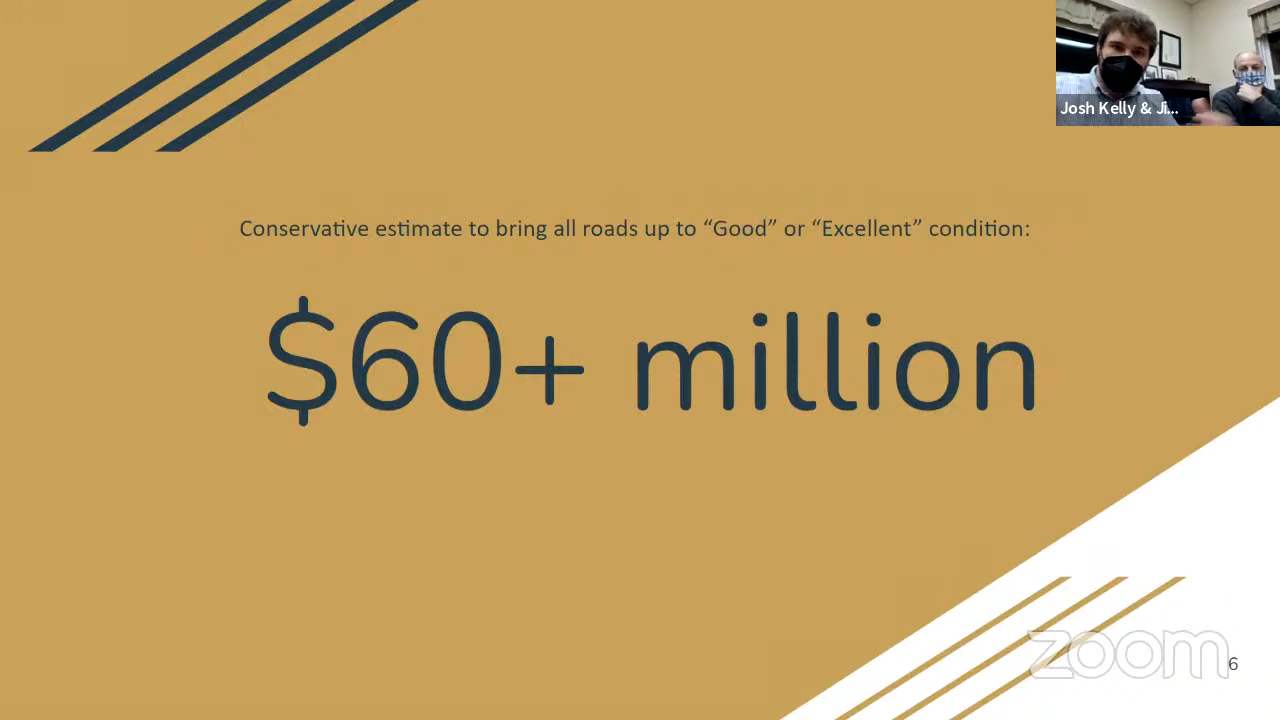 Josh Kelly & Ji...
Conservative estimate to bring all roads up to “Good” or “Excellent” condition:
$60+ million
zoom
6